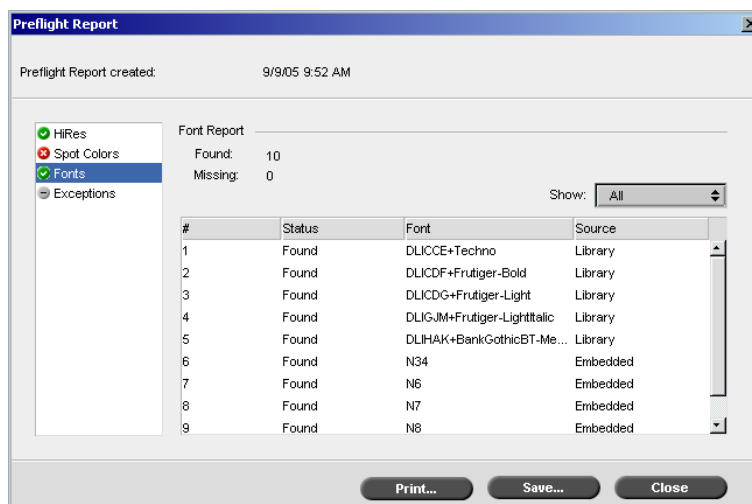 Preflight Report
Preflight Report created: 9/9/05 9:52 AM
HiRes
Spot Colors
Fonts
Exceptions
Font Report
Found: 10
Missing: 0
Show: All
# Status Font Source
1 Found DLICCE+Techno Library
2 Found DLICDF+Frutiger-Bold Library
3 Found DLICDG+Frutiger-Light Library
4 Found DLIGJM+Frutiger-LightItalic Library
5 Found DLIHAK+BankGothicBT-Me... Library
6 Found N34 Embedded
7 Found N6 Embedded
8 Found N7 Embedded
9 Found N8 Embedded
Print... Save... Close